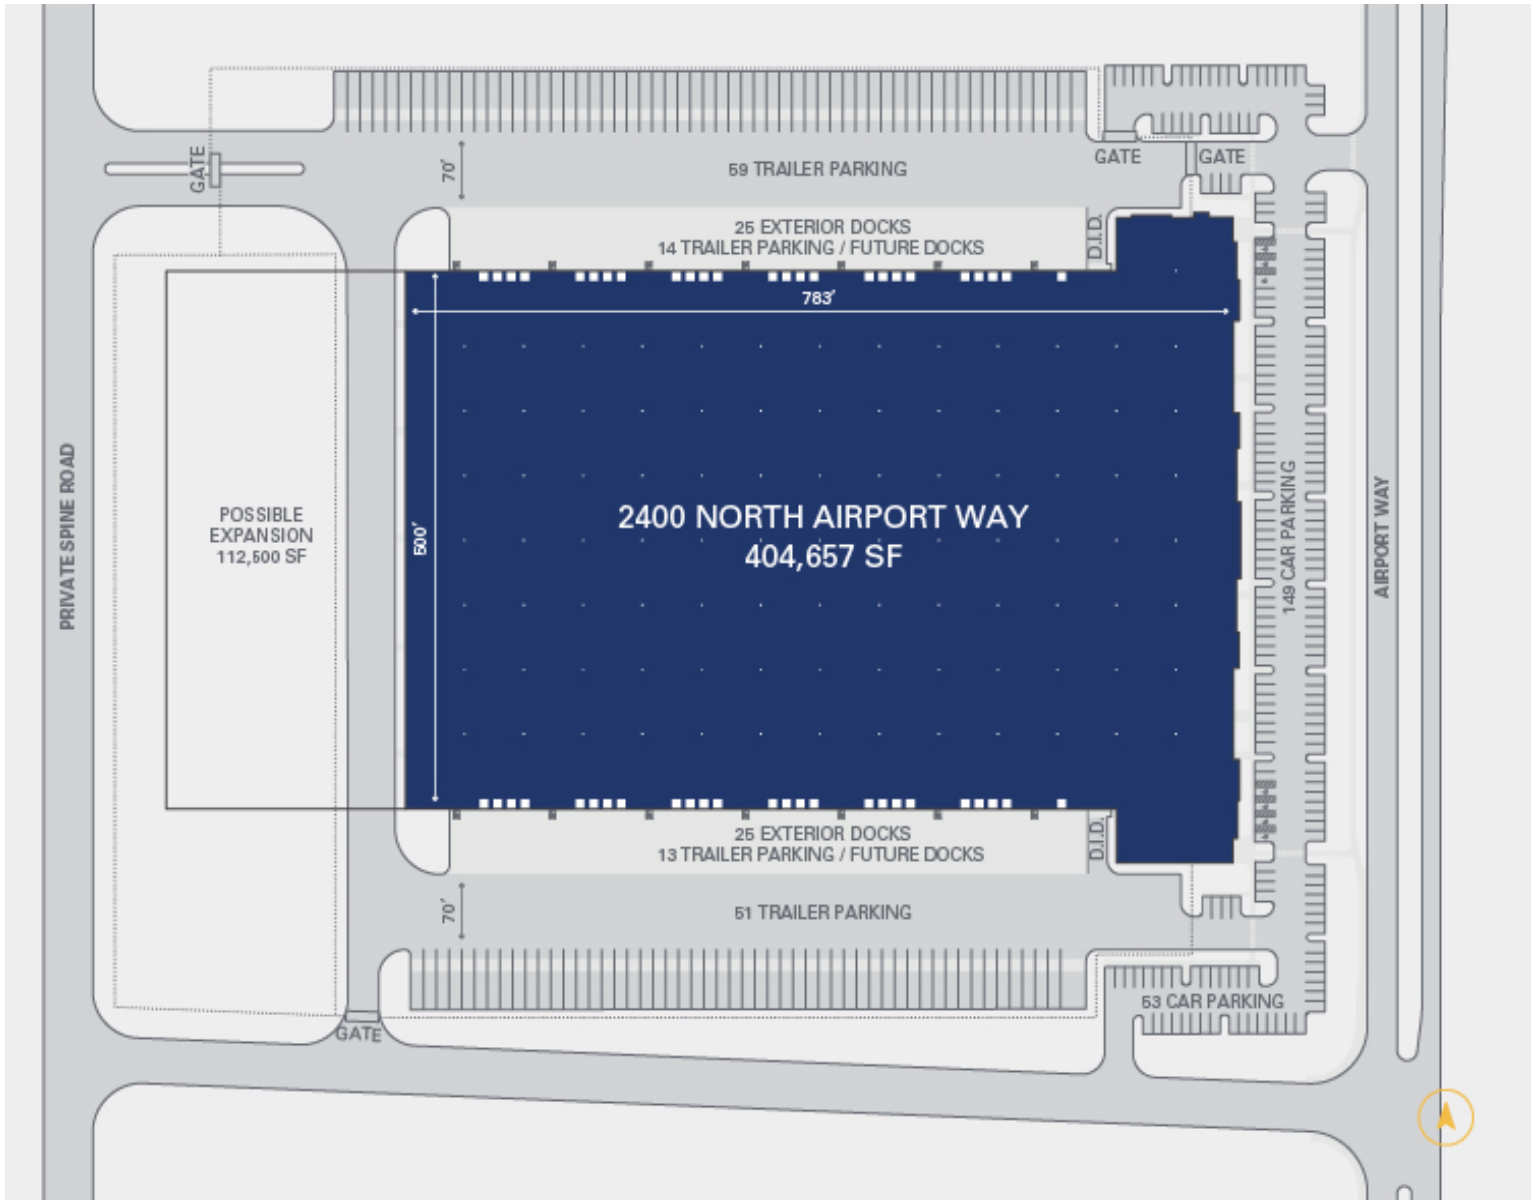 GATE
70'
59 TRAILER PARKING
GATE
GATE
25 EXTERIOR DOCKS
14 TRAILER PARKING / FUTURE DOCKS
D.I.D.
783'
PRIVATE SPINE ROAD
POSSIBLE
EXPANSION
112,500 SF
500'
2400 NORTH AIRPORT WAY
404,657 SF
149 CAR PARKING
AIRPORT WAY
25 EXTERIOR DOCKS
13 TRAILER PARKING / FUTURE DOCKS
D.I.D.
70'
51 TRAILER PARKING
53 CAR PARKING
GATE